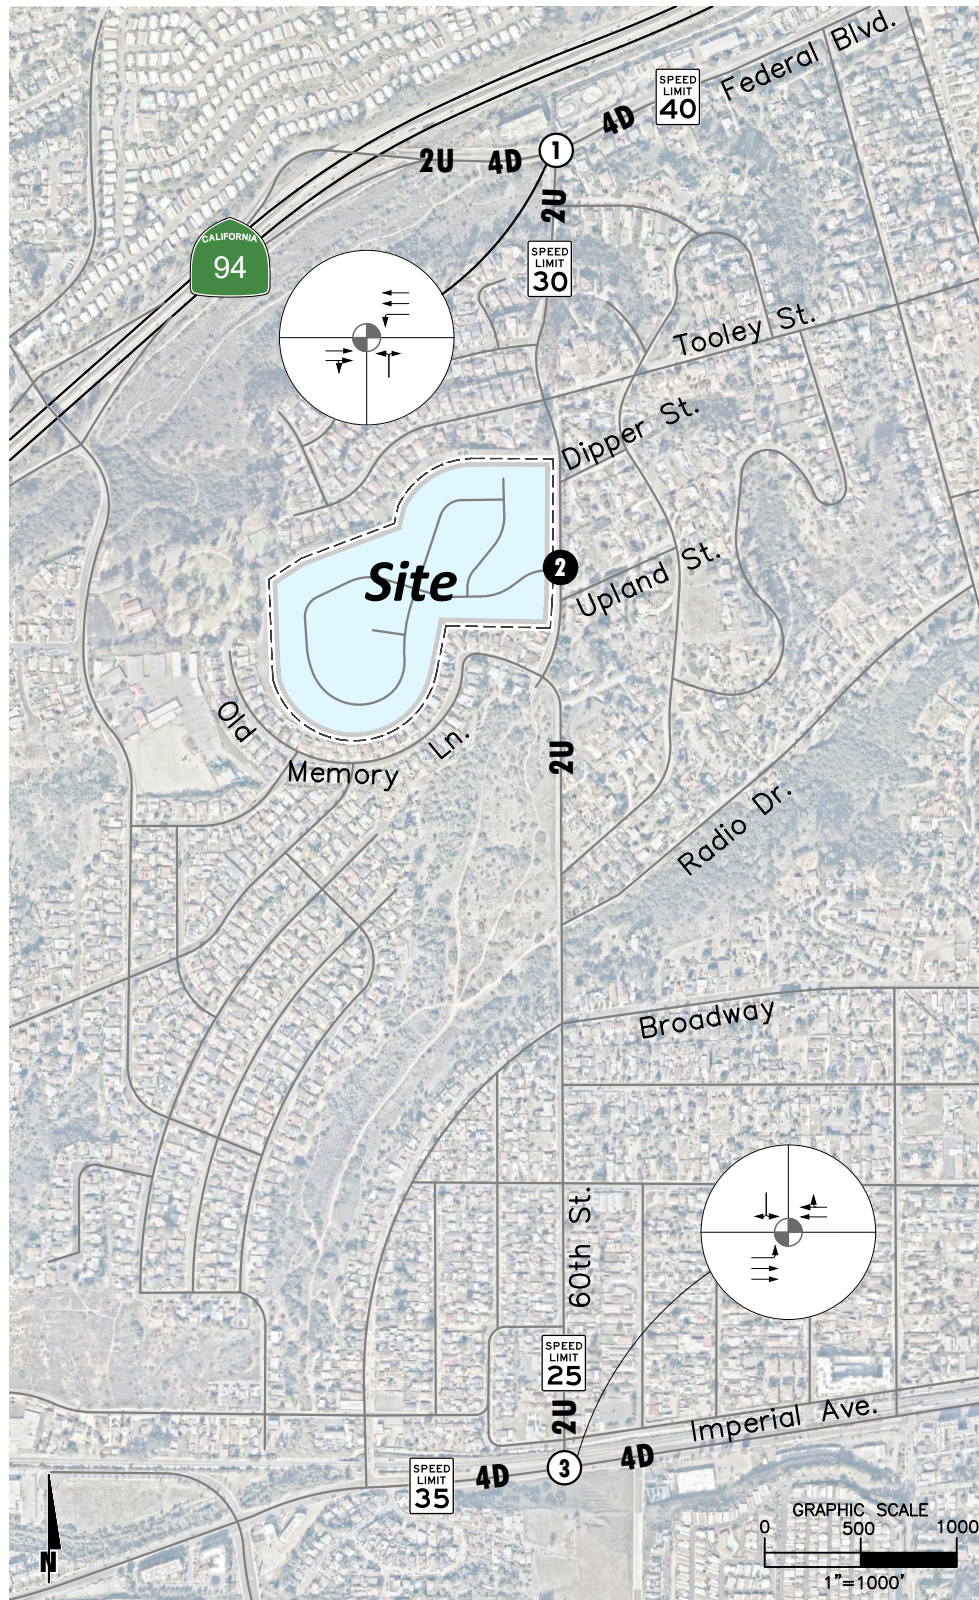 Federal Blvd.
SPEED
LIMIT
40
4D
1
2U
4D
2U
CALIFORNIA
94
SPEED
LIMIT
30
Tooley St.
Dipper St.
Site
2
Upland St.
Old
Memory
Ln.
2U
Radio Dr.
Broadway
60th St.
SPEED
LIMIT
25
2U
Imperial Ave.
3
4D
4D
SPEED
LIMIT
35
N
GRAPHIC SCALE
0 500 1000
1"=1000'